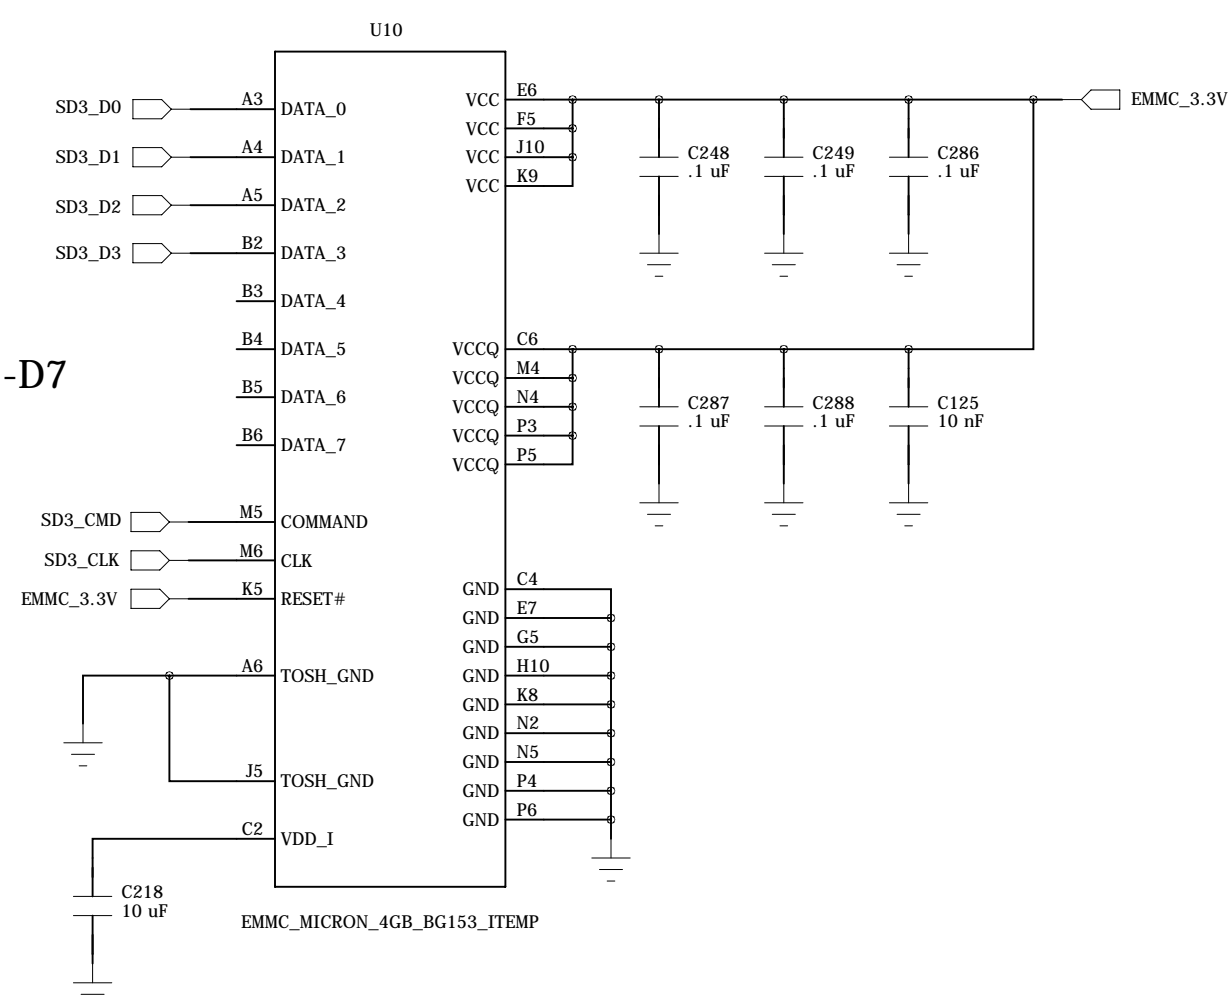 U10
SD3_D0 A3 DATA_0
SD3_D1 A4 DATA_1
SD3_D2 A5 DATA_2
SD3_D3 B2 DATA_3
B3 DATA_4
B4 DATA_5
B5 DATA_6
B6 DATA_7
-D7
SD3_CMD M5 COMMAND
SD3_CLK M6 CLK
EMMC_3.3V K5 RESET#
A6 TOSH_GND
J5 TOSH_GND
C2 VDD_I
C218
10 uF
VCC E6 EMMC_3.3V
VCC F5
VCC J10
VCC K9
C248
.1 uF
C249
.1 uF
C286
.1 uF
VCCQ C6
VCCQ M4
VCCQ N4
VCCQ P3
VCCQ P5
C287
.1 uF
C288
.1 uF
C125
10 nF
GND C4
GND E7
GND G5
GND H10
GND K8
GND N2
GND N5
GND P4
GND P6
EMMC_MICRON_4GB_BG153_ITEMP